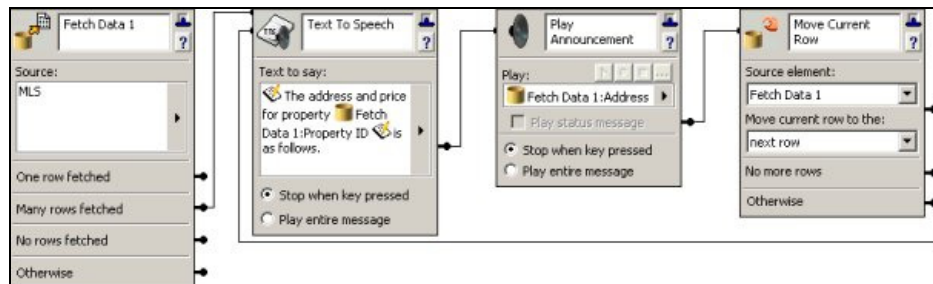 Fetch Data 1
?
Source:
MLS
One row fetched
Many rows fetched
No rows fetched
Otherwise
TTS
Text To Speech
?
Text to say:
The address and price
for property Fetch
Data 1:Property ID is
as follows.
Stop when key pressed
Play entire message
Play
Announcement
?
Play:
...
Fetch Data 1:Address
Play status message
Stop when key pressed
Play entire message
Move Current
Row
?
Source element:
Fetch Data 1
Move current row to the:
next row
No more rows
Otherwise